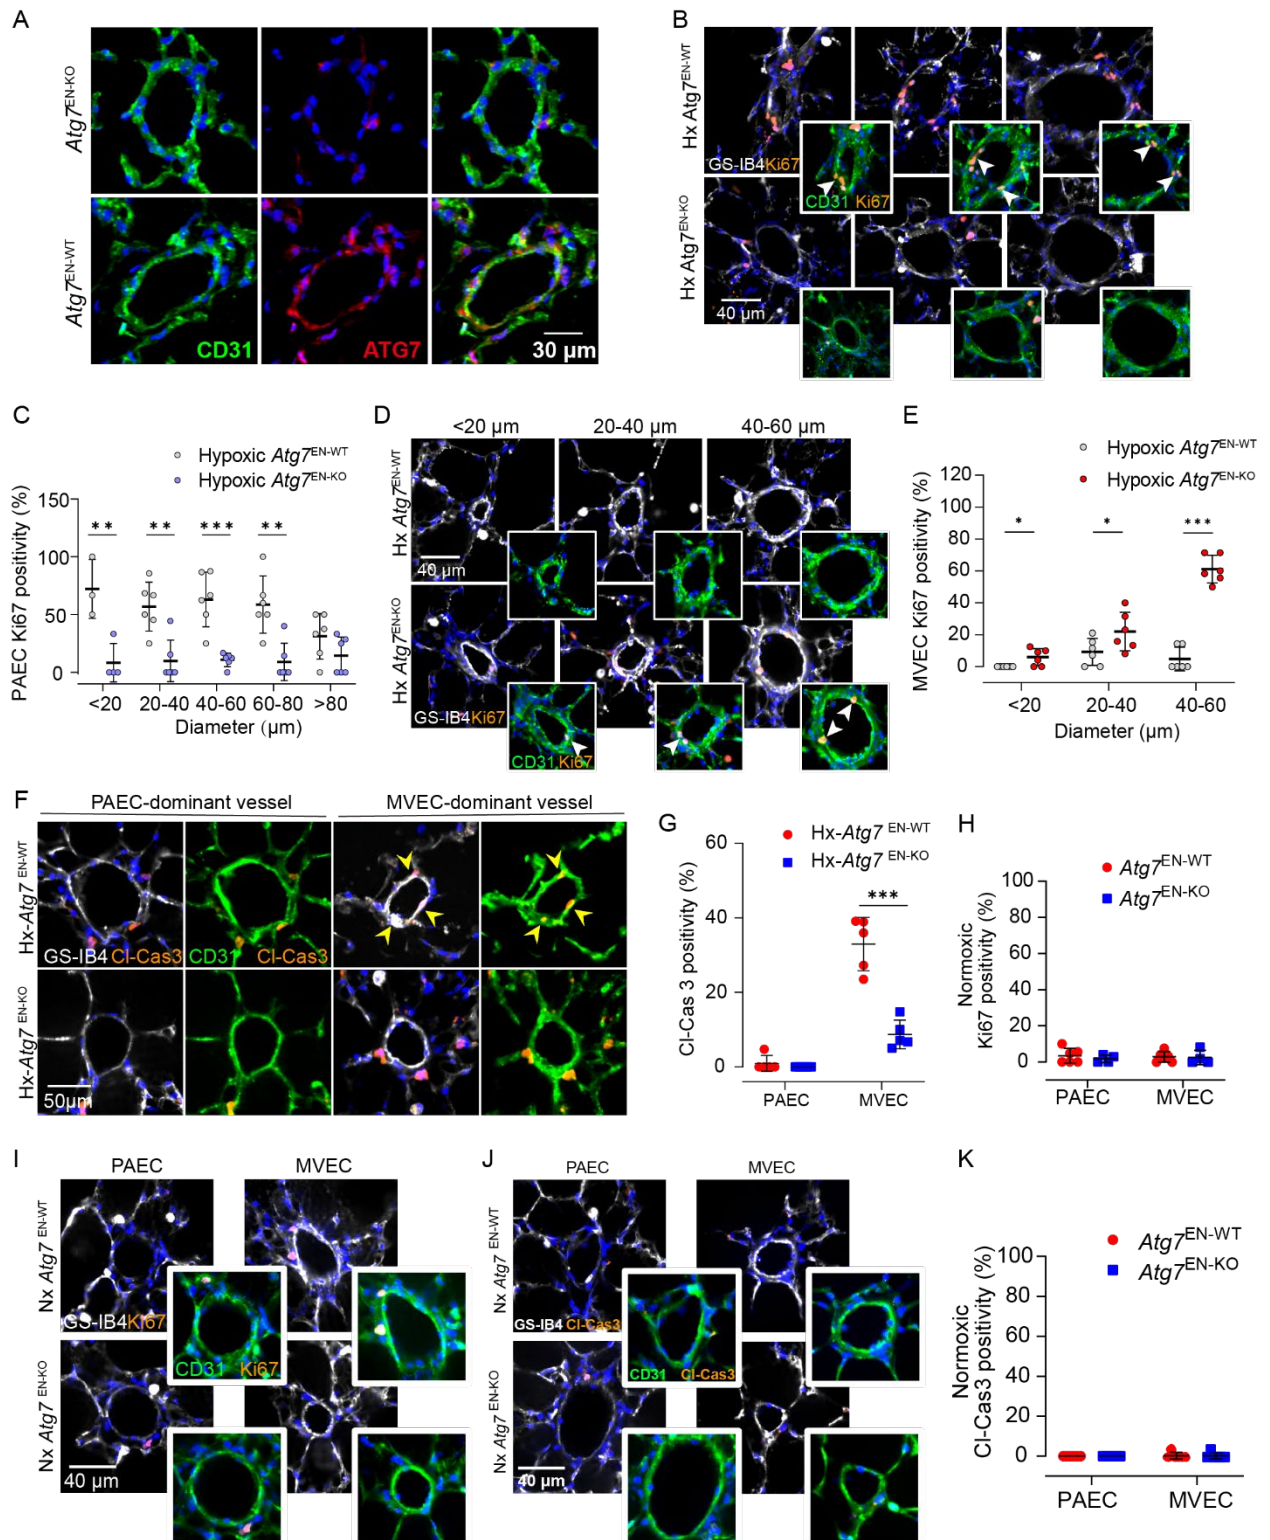 A
Atg7EN-KO
Atg7EN-WT
CD31
ATG7
30 µm
B
Hx Atg7EN-WT
Hx Atg7EN-KO
GS-IB4Ki67
CD31 Ki67
40 µm
C
Hypoxic Atg7EN-WT
Hypoxic Atg7EN-KO
PAEC Ki67 positivity (%)
150
100
50
0
** ** *** **
<20 20-40 40-60 60-80 >80
Diameter (µm)
D
<20 µm 20-40 µm 40-60 µm
Hx Atg7EN-WT
Hx Atg7EN-KO
40 µm
GS-IB4Ki67
CD31Ki67
E
Hypoxic Atg7EN-WT
Hypoxic Atg7EN-KO
MVEC Ki67 positivity (%)
120
100
80
60
40
20
0
* * ***
<20 20-40 40-60
Diameter (µm)
F
PAEC-dominant vessel MVEC-dominant vessel
Hx-Atg7 EN-WT
Hx-Atg7 EN-KO
GS-IB4 Cl-Cas3 CD31 Cl-Cas3
50µm
G
Hx-Atg7 EN-WT
Hx-Atg7 EN-KO
Cl-Cas 3 positivity (%)
60
40
20
0
***
PAEC MVEC
H
Atg7EN-WT
Atg7EN-KO
Normoxic
Ki67 positivity (%)
100
80
60
40
20
0
PAEC MVEC
I
PAEC MVEC
Nx Atg7 EN-WT
Nx Atg7 EN-KO
GS-IB4Ki67
CD31 Ki67
40 µm
J
PAEC MVEC
Nx Atg7 EN-WT
Nx Atg7 EN-KO
GS-IB4 Cl-Cas3
CD31 Cl-Cas3
40 µm
K
Atg7EN-WT
Atg7EN-KO
Normoxic
Cl-Cas3 positivity (%)
100
80
60
40
20
0
PAEC MVEC